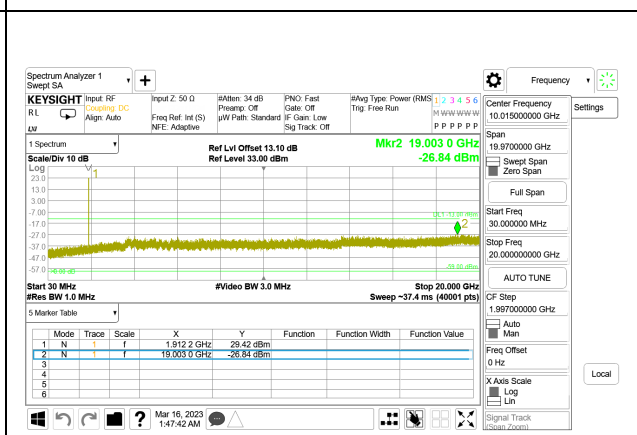 Spectrum Analyzer 1
Swept SA
Frequency
KEYSIGHT
RL
Input: RF
Coupling: DC
Align: Auto
Input Z: 50 Ω
Freq Ref: Int (S)
NFE: Adaptive
#Atten: 34 dB
Preamp: Off
µW Path: Standard
PNO: Fast
Gate: Off
IF Gain: Low
Sig Track: Off
#Avg Type: Power (RMS
Trig: Free Run
1 2 3 4 5 6
M W W W W W
P P P P P P
Center Frequency
10.015000000 GHz
Settings
1 Spectrum
Scale/Div 10 dB
Log
Ref Lvl Offset 13.10 dB
Ref Level 33.00 dBm
Mkr2 19.003 0 GHz
-26.84 dBm
Span
19.9700000 GHz
Swept Span
Zero Span
Full Span
1
2
23.0
13.0
3.00
-7.00
-17.0
-27.0
-37.0
-47.0
-57.0
Start Freq
30.000000 MHz
Stop Freq
20.000000000 GHz
AUTO TUNE
Start 30 MHz
#Res BW 1.0 MHz
#Video BW 3.0 MHz
Stop 20.000 GHz
Sweep ~37.4 ms (40001 pts)
CF Step
1.997000000 GHz
Auto
Man
5 Marker Table
Mode Trace Scale X Y Function Function Width Function Value
1 N 1 f 1.912 2 GHz 29.42 dBm
2 N 1 f 19.003 0 GHz -26.84 dBm
3
4
5
6
Freq Offset
0 Hz
X Axis Scale
Log
Lin
Local
Signal Track
(Span Zoom)
?
Mar 16, 2023
1:47:42 AM